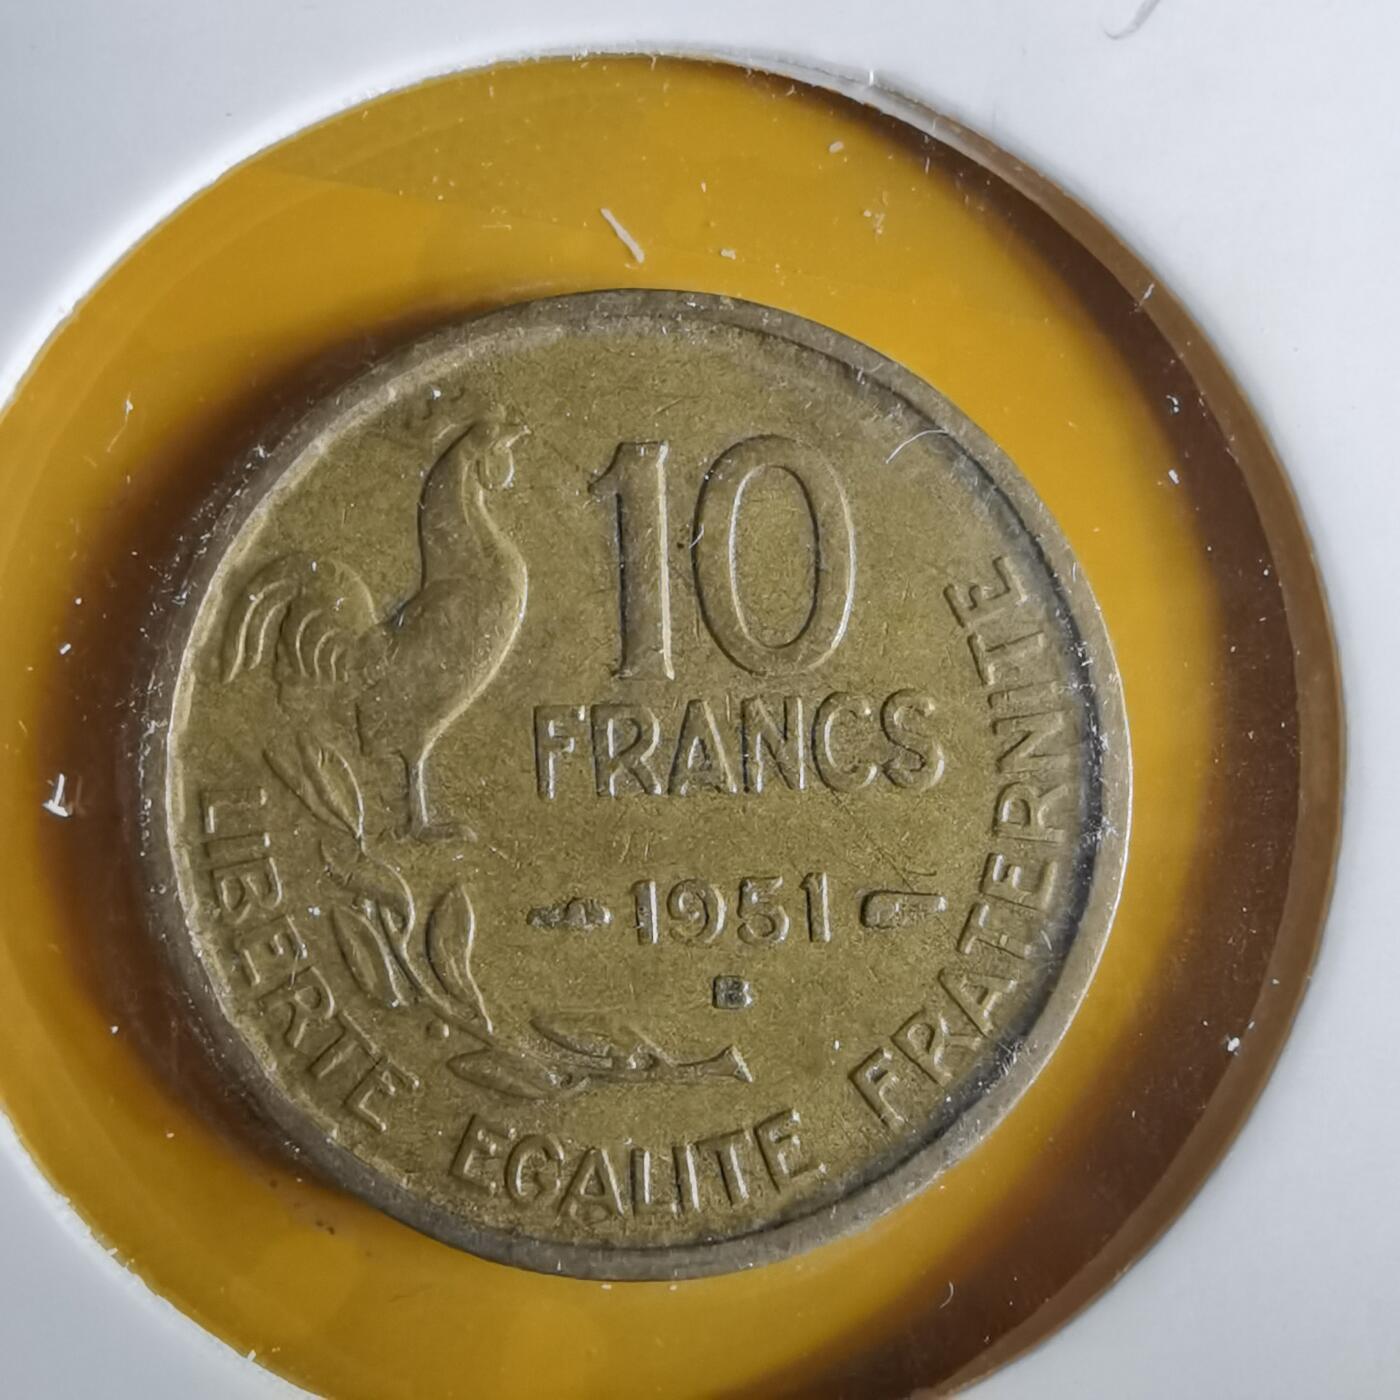 10
FRANCS
1951
B
LIBERTE EGALITE FRATERNITE